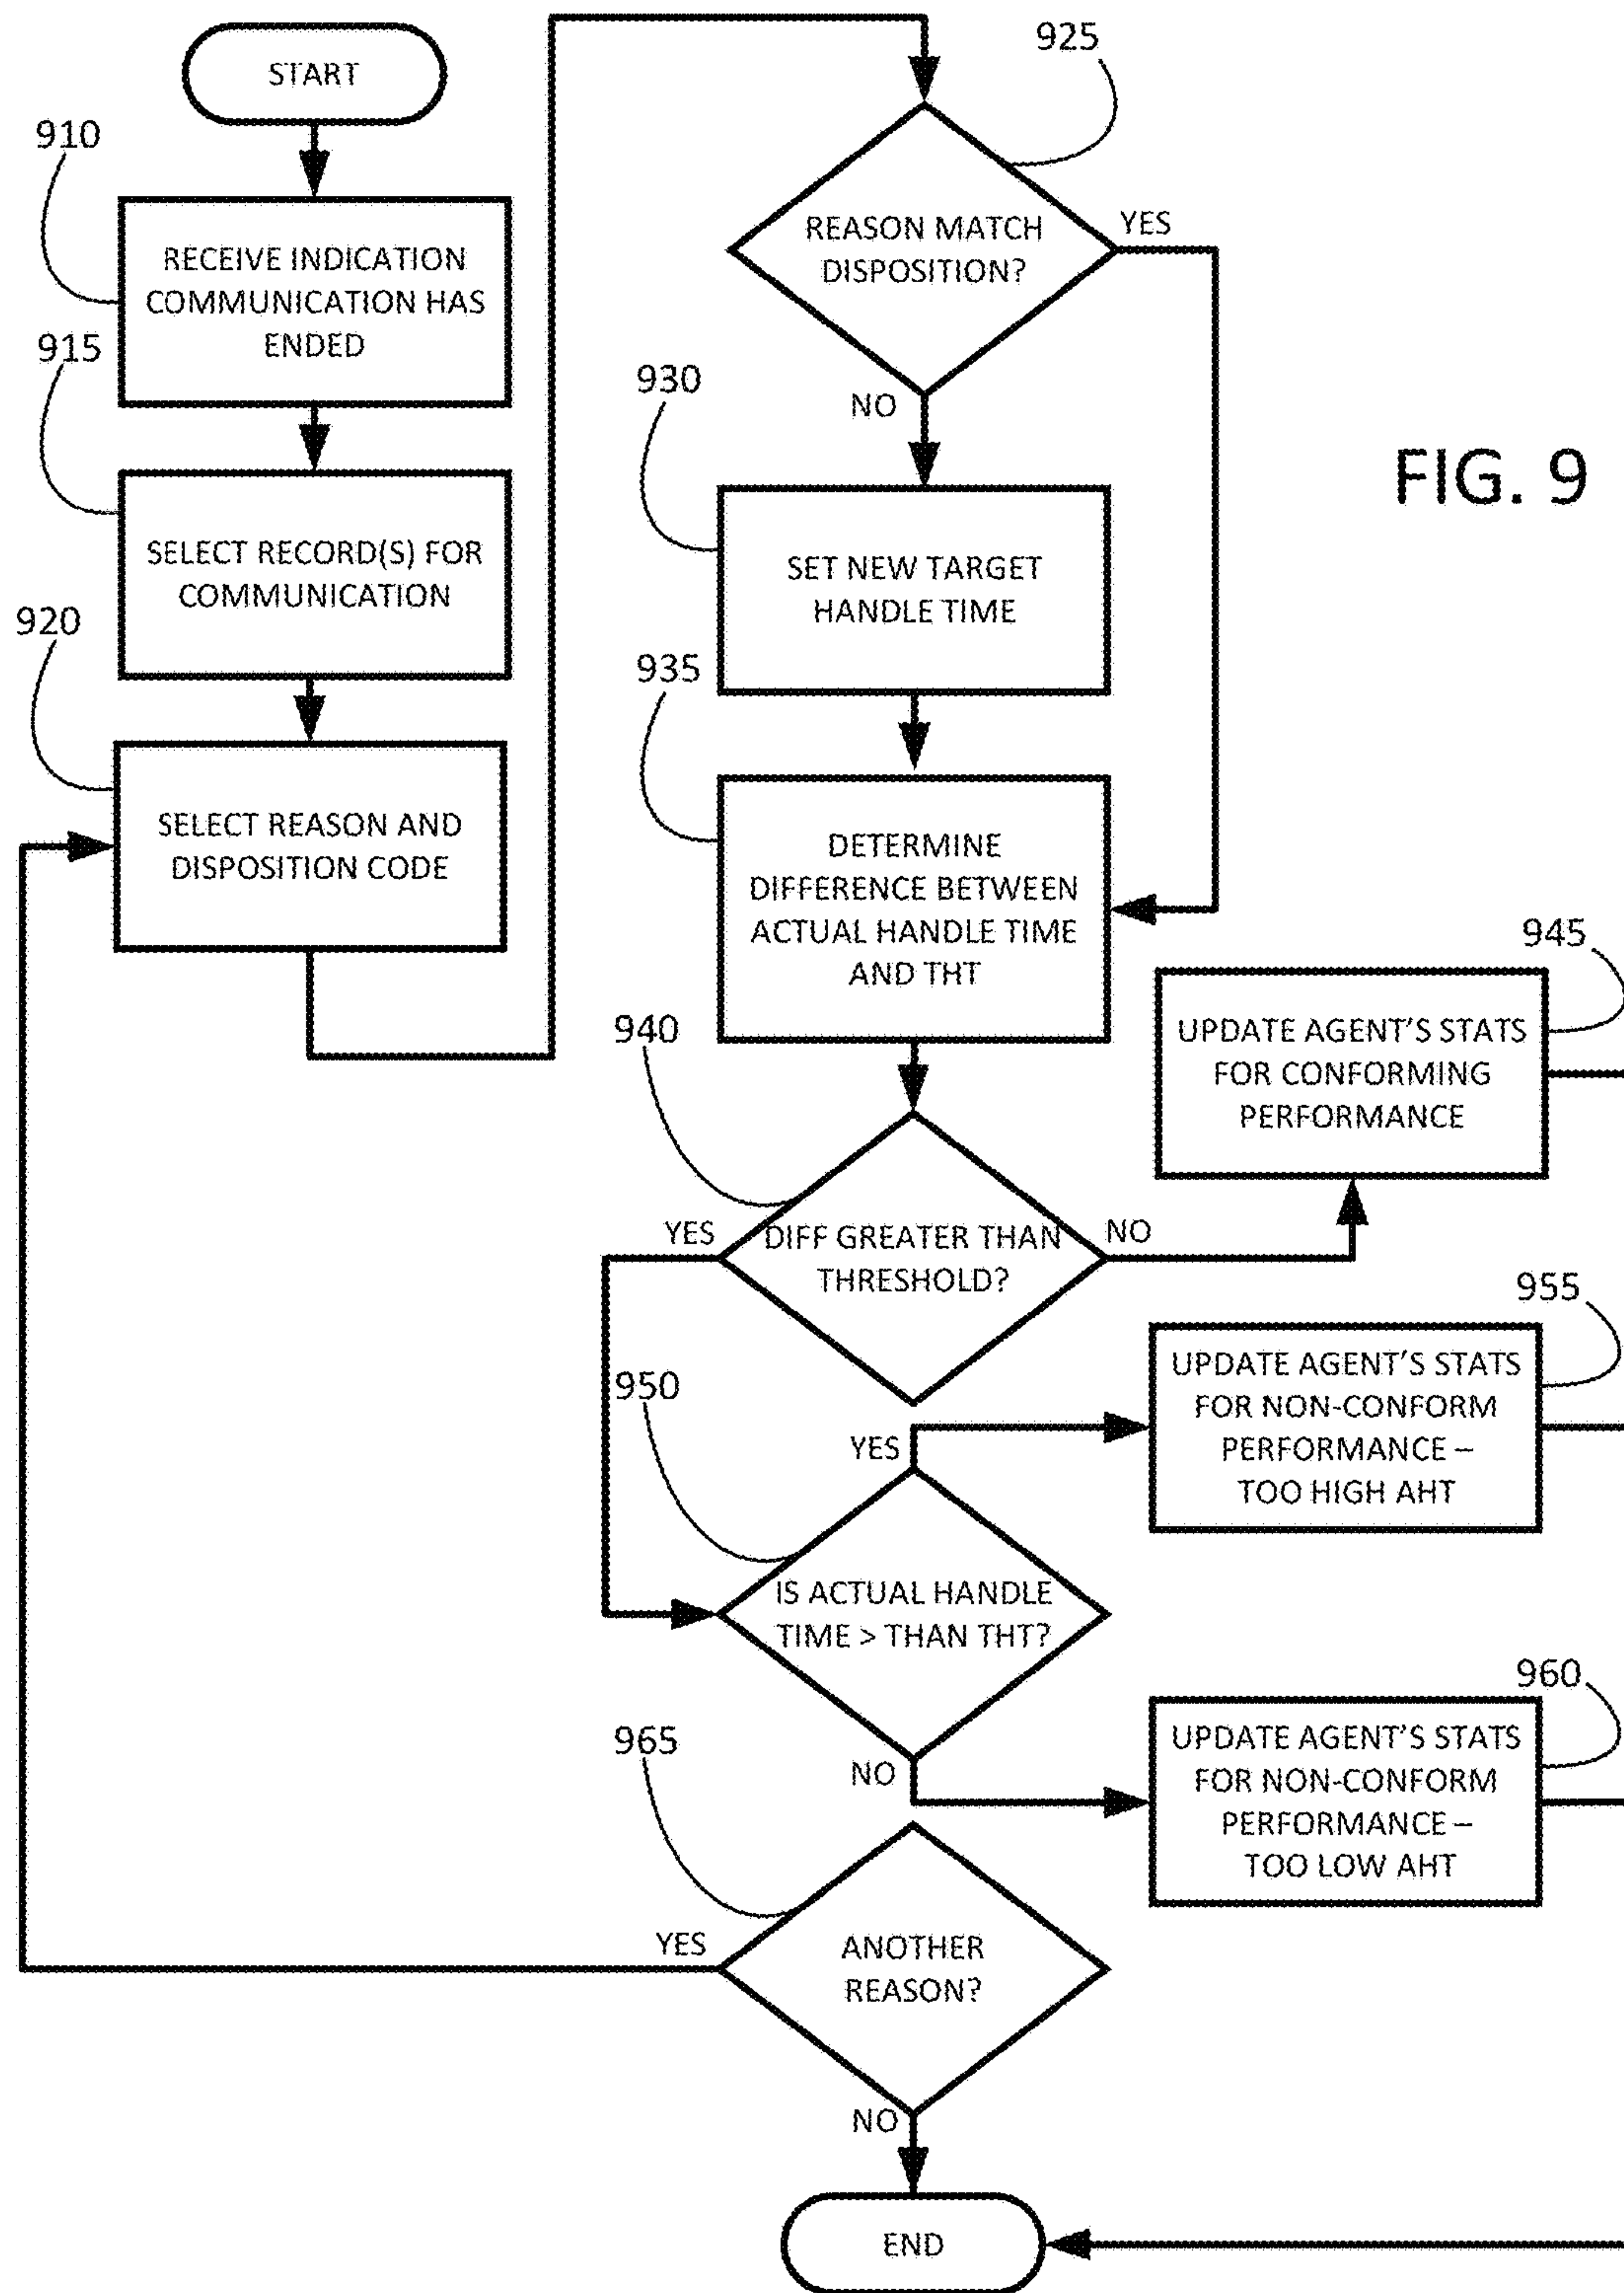 START
910
RECEIVE INDICATION
COMMUNICATION HAS
ENDED
915
SELECT RECORD(S) FOR
COMMUNICATION
920
SELECT REASON AND
DISPOSITION CODE
925
REASON MATCH
DISPOSITION?
YES
NO
930
SET NEW TARGET
HANDLE TIME
FIG. 9
935
DETERMINE
DIFFERENCE BETWEEN
ACTUAL HANDLE TIME
AND THT
940
DIFF GREATER THAN
THRESHOLD?
YES
NO
945
UPDATE AGENT'S STATS
FOR CONFORMING
PERFORMANCE
950
IS ACTUAL HANDLE
TIME > THAN THT?
YES
NO
955
UPDATE AGENT'S STATS
FOR NON-CONFORM
PERFORMANCE –
TOO HIGH AHT
960
UPDATE AGENT'S STATS
FOR NON-CONFORM
PERFORMANCE –
TOO LOW AHT
965
ANOTHER
REASON?
YES
NO
END